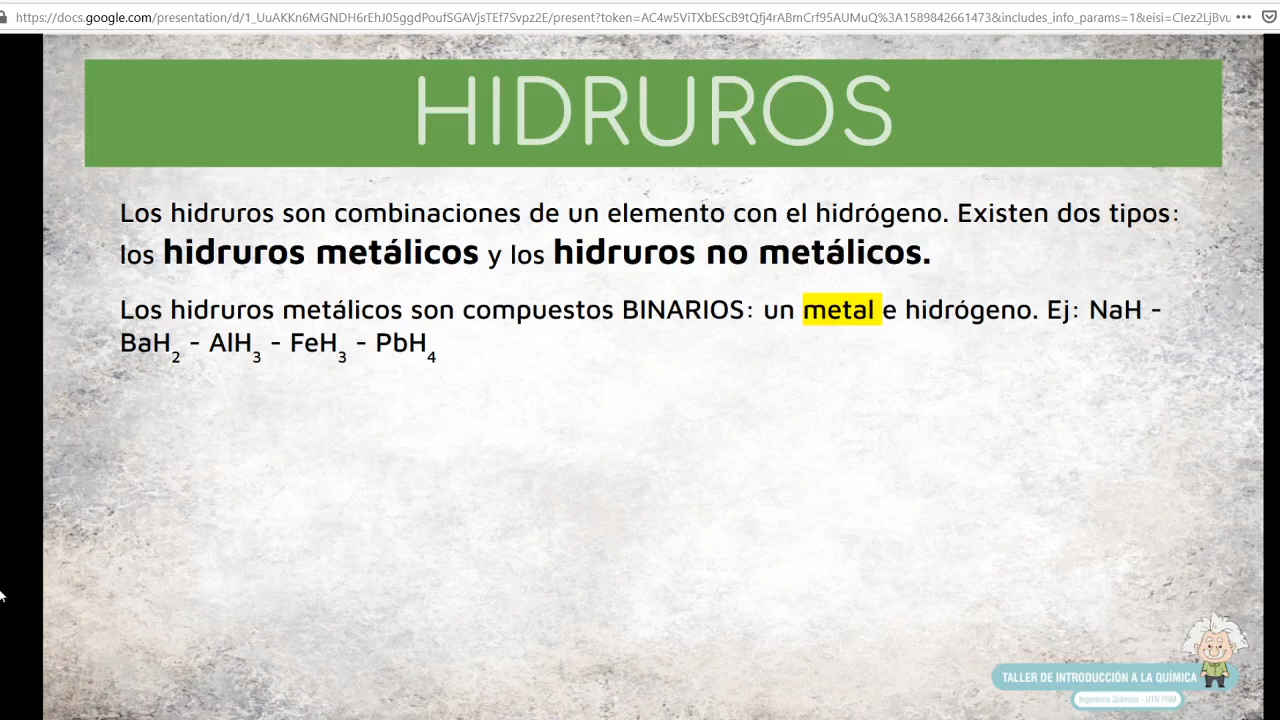 https://docs.google.com/presentation/d/1_UuAKKn6MGNDH6rEhJ05ggdPoufSGAVjsTEf7Svpz2E/present?token=AC4w5ViTXxEScB9tQfj4rABmCrf95AUMuQ%3A1589842661473&includes_info_params=1&eisi=CIez2LjBvu
HIDRUROS
Los hidruros son combinaciones de un elemento con el hidrógeno. Existen dos tipos:
los hidruros metálicos y los hidruros no metálicos.
Los hidruros metálicos son compuestos BINARIOS: un metal e hidrógeno. Ej: NaH -
BaH₂ - AlH₃ - FeH₃ - PbH₄
TALLER DE INTRODUCCIÓN A LA QUÍMICA
Ingeniería Química - UTN FRM